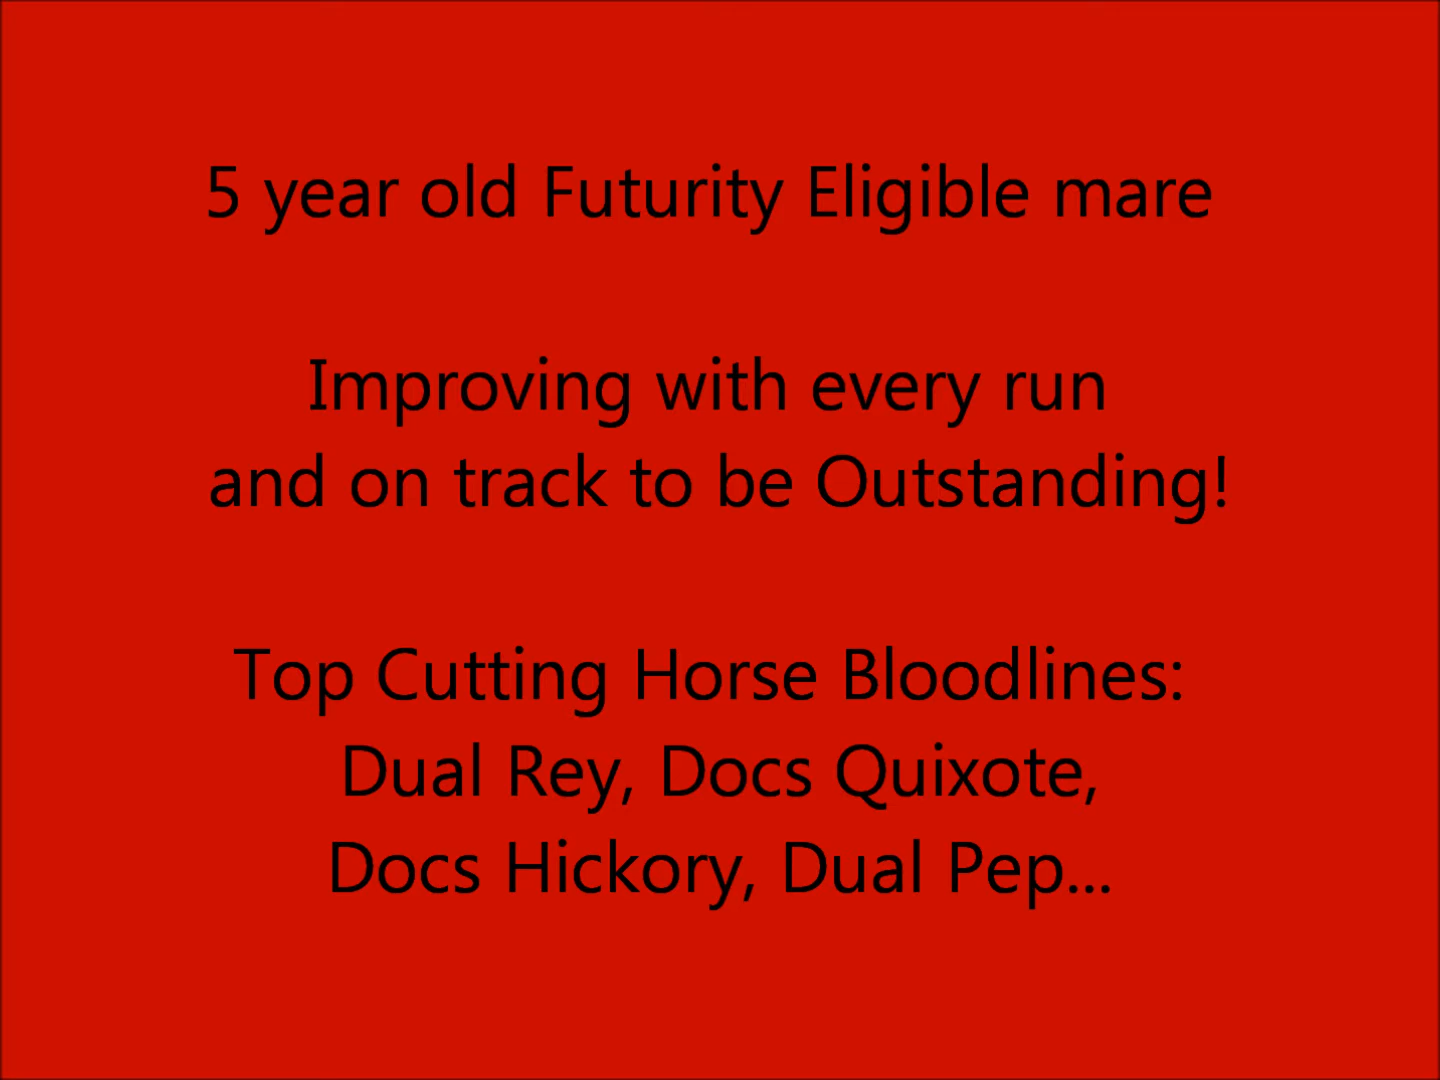 5 year old Futurity Eligible mare
Improving with every run
and on track to be Outstanding!
Top Cutting Horse Bloodlines:
Dual Rey, Docs Quixote,
Docs Hickory, Dual Pep...